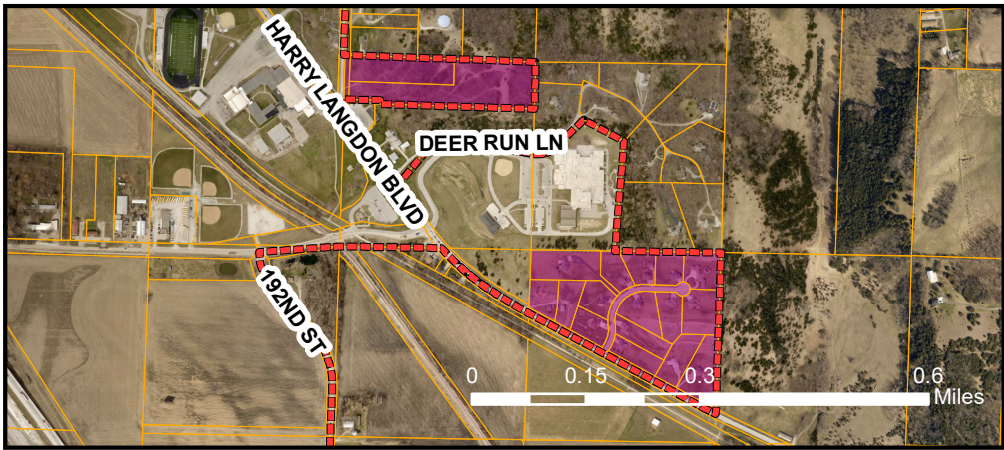 HARRY LANGDON BLVD
DEER RUN LN
192ND ST
0 0.15 0.3 0.6
Miles